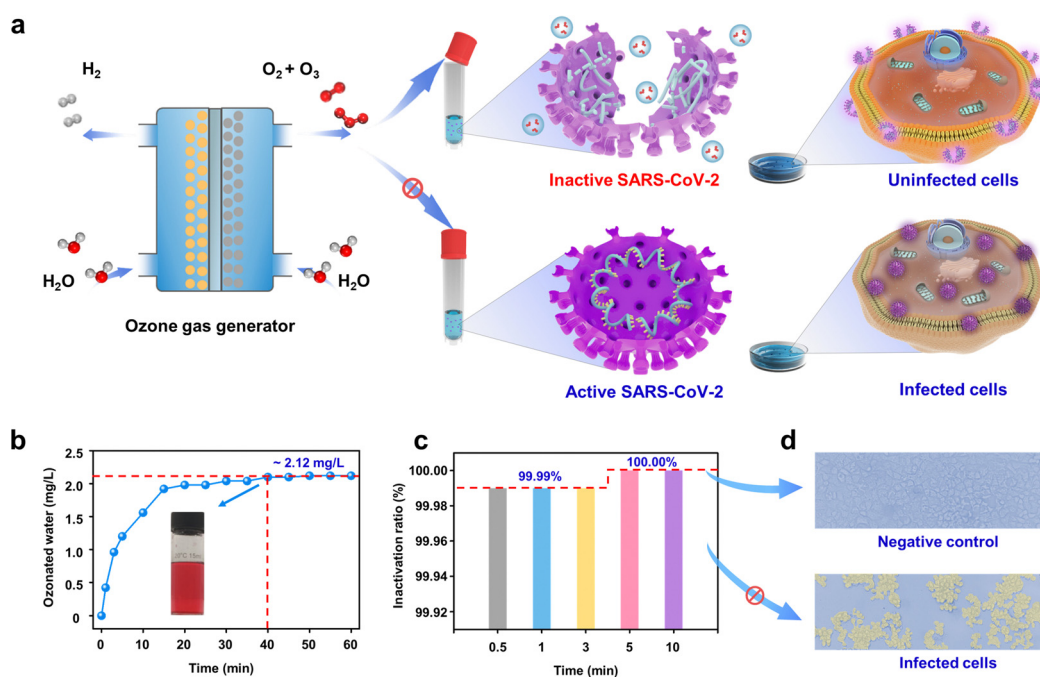 a
H2
O2 + O3
H2O
H2O
Ozone gas generator
Inactive SARS-CoV-2
Uninfected cells
Active SARS-CoV-2
Infected cells
b
Ozonated water (mg/L)
2.5
2.0
1.5
1.0
0.5
0
~ 2.12 mg/L
0 10 20 30 40 50 60
Time (min)
c
Inactivation ratio (%)
100.00
99.98
99.96
99.94
99.92
99.99%
100.00%
0.5 1 3 5 10
Time (min)
d
Negative control
Infected cells